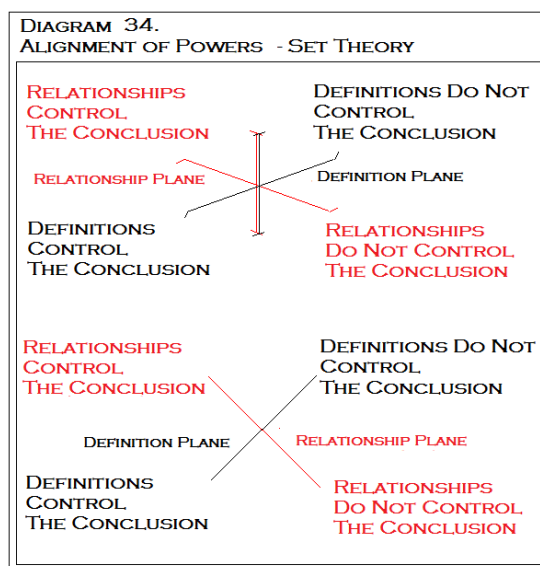 Diagram 34.
Alignment of Powers - Set Theory
Relationships
Control
The Conclusion
Definitions Do Not
Control
The Conclusion
Relationship Plane
Definition Plane
Definitions
Control
The Conclusion
Relationships
Do Not Control
The Conclusion
Relationships
Control
The Conclusion
Definitions Do Not
Control
The Conclusion
Definition Plane
Relationship Plane
Definitions
Control
The Conclusion
Relationships
Do Not Control
The Conclusion